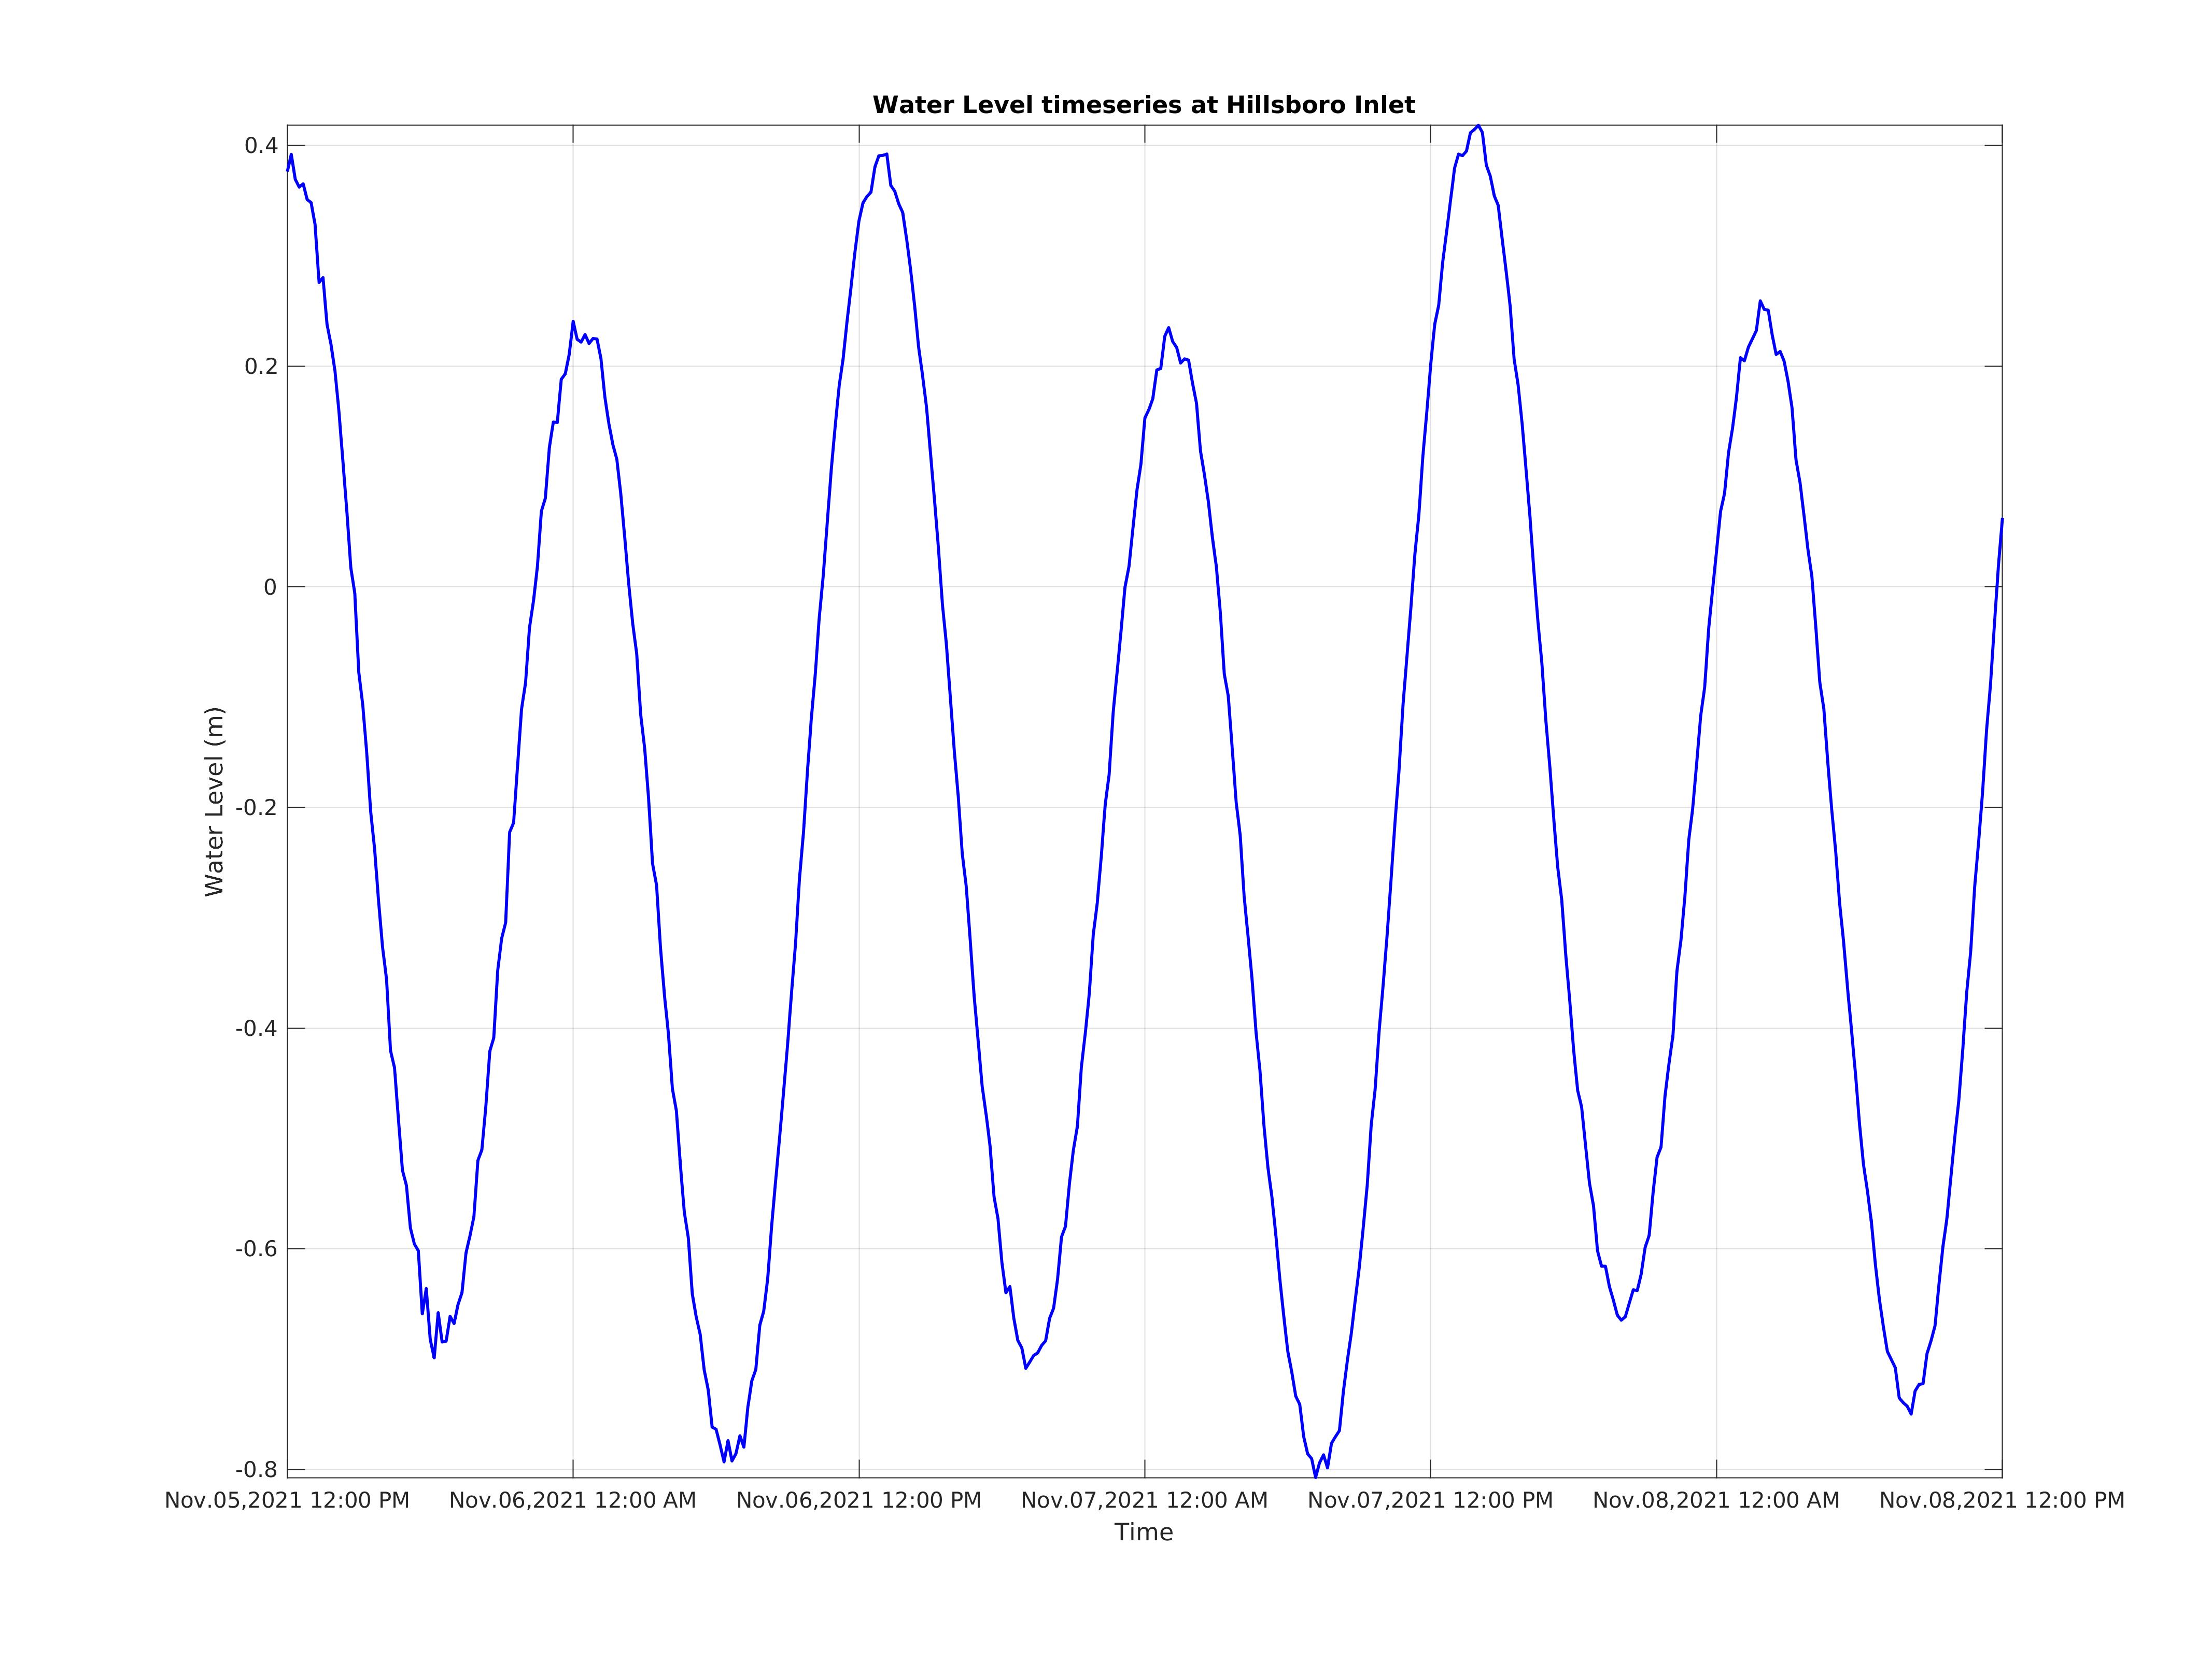 Water Level timeseries at Hillsboro Inlet
0.4
0.2
0
-0.2
-0.4
-0.6
-0.8
Water Level (m)
Nov.05,2021 12:00 PM Nov.06,2021 12:00 AM Nov.06,2021 12:00 PM Nov.07,2021 12:00 AM Nov.07,2021 12:00 PM Nov.08,2021 12:00 AM Nov.08,2021 12:00 PM
Time